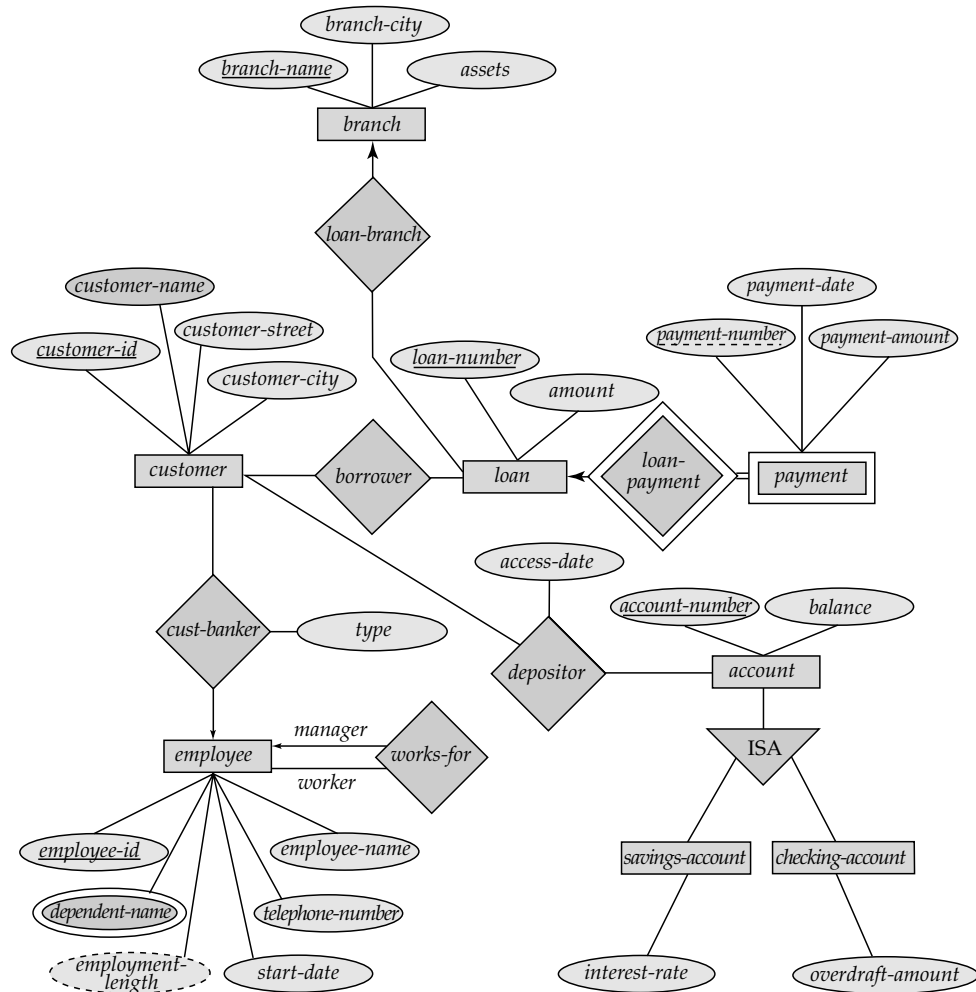 branch-city
branch-name
assets
branch
loan-branch
customer-name
payment-date
customer-street
payment-number
payment-amount
customer-id
loan-number
customer-city
amount
customer
borrower
loan
loan-
payment
payment
access-date
account-number
balance
cust-banker
type
depositor
account
manager
employee
works-for
ISA
worker
employee-id
employee-name
savings-account
checking-account
dependent-name
telephone-number
employment-
length
start-date
interest-rate
overdraft-amount